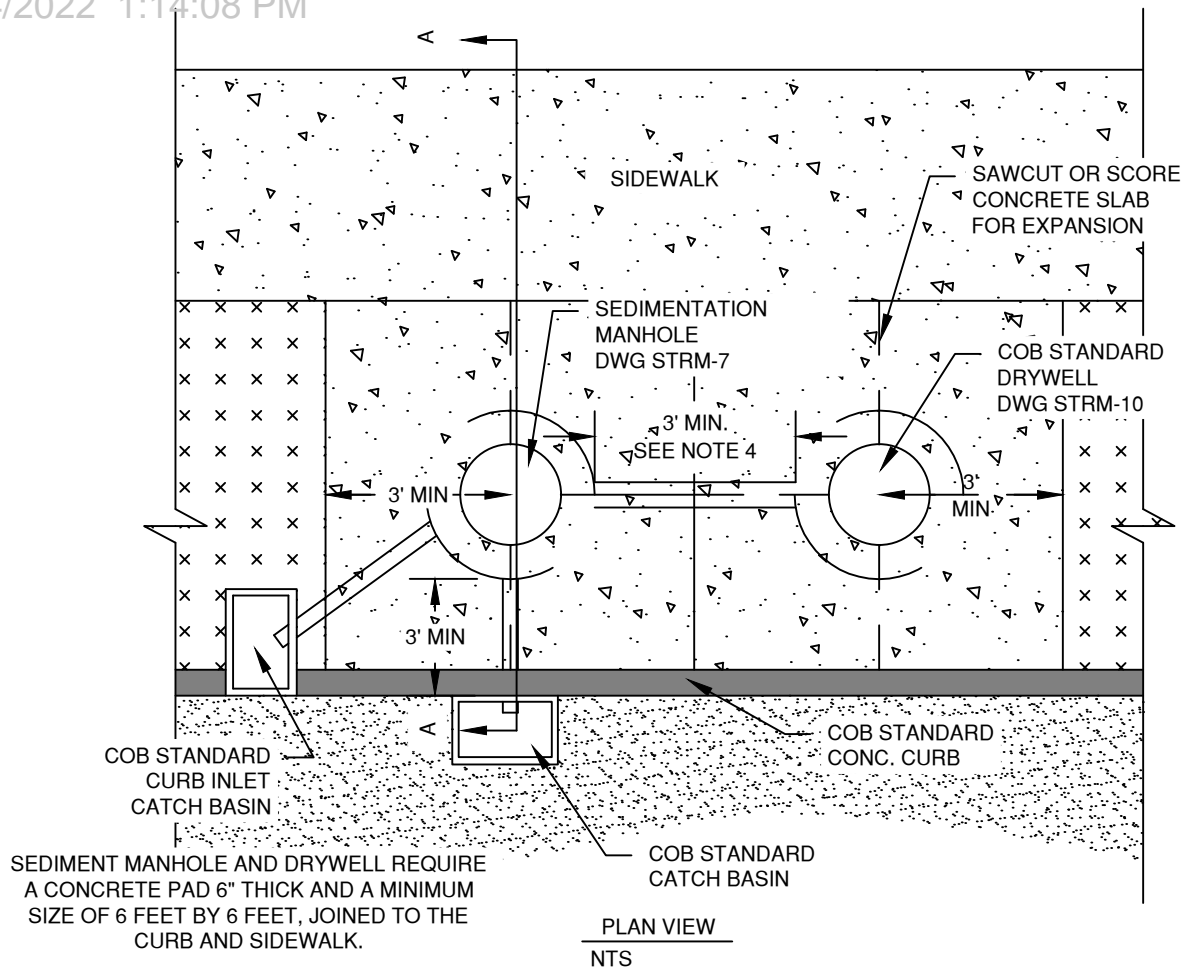 /2022 1:14:08 PM
A
SIDEWALK
SAWCUT OR SCORE
CONCRETE SLAB
FOR EXPANSION
SEDIMENTATION
MANHOLE
DWG STRM-7
COB STANDARD
DRYWELL
DWG STRM-10
3' MIN.
SEE NOTE 4
3' MIN
3'
MIN
3' MIN
A
COB STANDARD
CURB INLET
CATCH BASIN
COB STANDARD
CONC. CURB
COB STANDARD
CATCH BASIN
SEDIMENT MANHOLE AND DRYWELL REQUIRE
A CONCRETE PAD 6" THICK AND A MINIMUM
SIZE OF 6 FEET BY 6 FEET, JOINED TO THE
CURB AND SIDEWALK.
PLAN VIEW
NTS